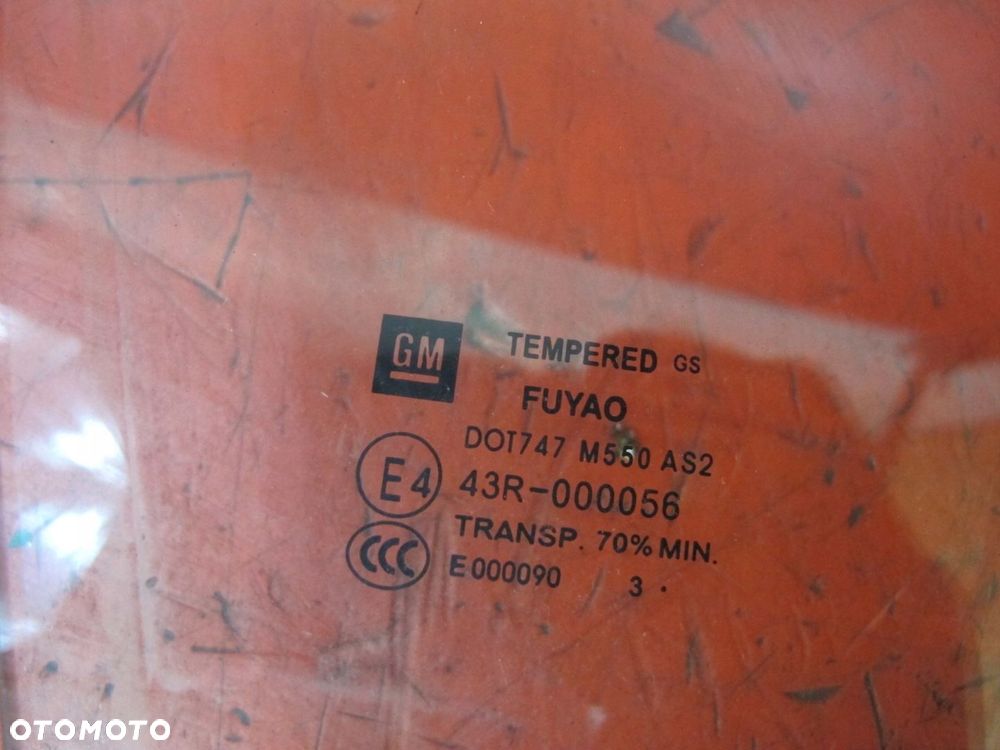 GM
TEMPERED GS
FUYAO
DOT747 M550 AS2
E4 43R-000056
TRANSP. 70% MIN.
CCC E000090 3 .
OTOMOTO